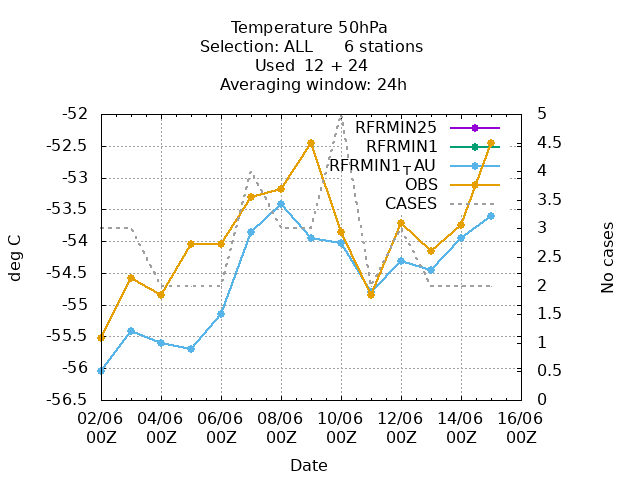 Temperature 50hPa
Selection: ALL 6 stations
Used 12 + 24
Averaging window: 24h
RFRMIN25
RFRMIN1
RFRMIN1TAU
OBS
CASES
-52
-52.5
-53
-53.5
-54
-54.5
-55
-55.5
-56
-56.5
deg C
5
4.5
4
3.5
3
2.5
2
1.5
1
0.5
0
No cases
02/06 04/06 06/06 08/06 10/06 12/06 14/06 16/06
00Z 00Z 00Z 00Z 00Z 00Z 00Z 00Z
Date